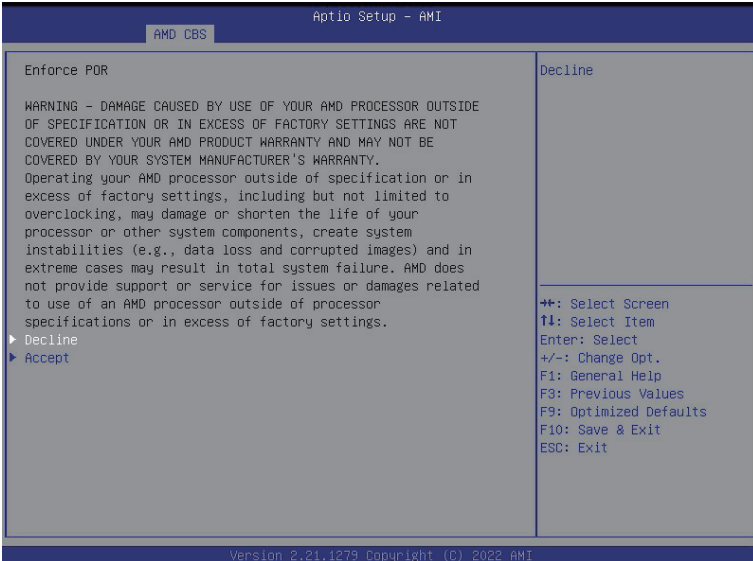 Aptio Setup – AMI
AMD CBS
Enforce POR
WARNING – DAMAGE CAUSED BY USE OF YOUR AMD PROCESSOR OUTSIDE
OF SPECIFICATION OR IN EXCESS OF FACTORY SETTINGS ARE NOT
COVERED UNDER YOUR AMD PRODUCT WARRANTY AND MAY NOT BE
COVERED BY YOUR SYSTEM MANUFACTURER'S WARRANTY.
Operating your AMD processor outside of specification or in
excess of factory settings, including but not limited to
overclocking, may damage or shorten the life of your
processor or other system components, create system
instabilities (e.g., data loss and corrupted images) and in
extreme cases may result in total system failure. AMD does
not provide support or service for issues or damages related
to use of an AMD processor outside of processor
specifications or in excess of factory settings.
Decline
Accept
Decline
→←: Select Screen
↑↓: Select Item
Enter: Select
+/-: Change Opt.
F1: General Help
F3: Previous Values
F9: Optimized Defaults
F10: Save & Exit
ESC: Exit
Version 2.21.1279 Copyright (C) 2022 AMI